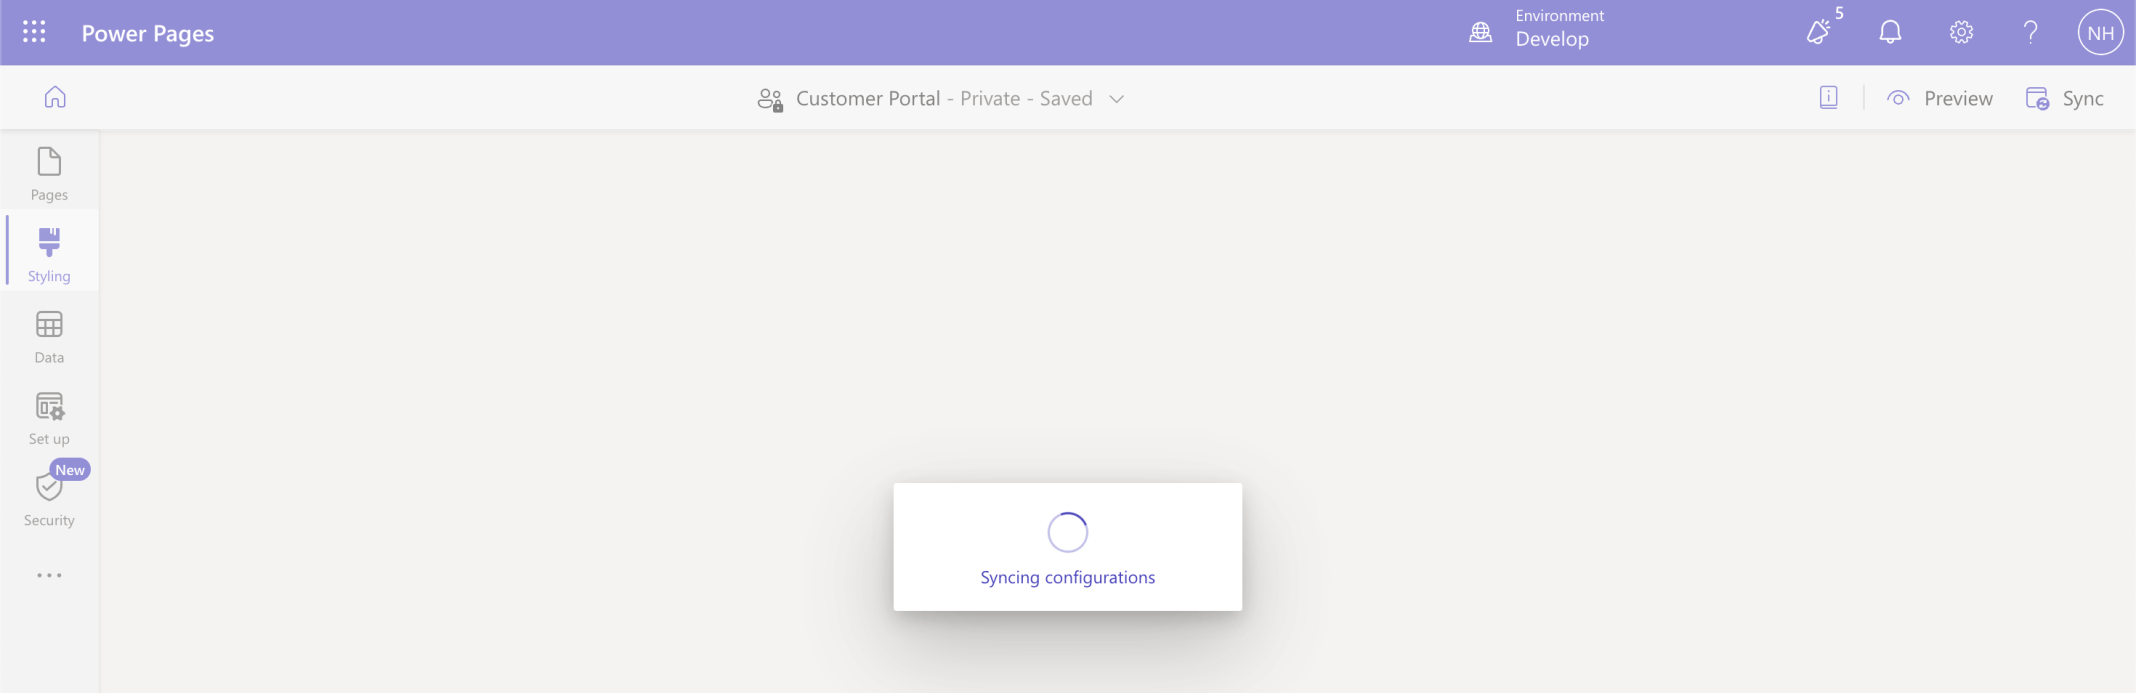 Power Pages
Environment
Develop
5
NH
Customer Portal - Private - Saved
Preview
Sync
Pages
Styling
Data
Set up
New
Security
Syncing configurations